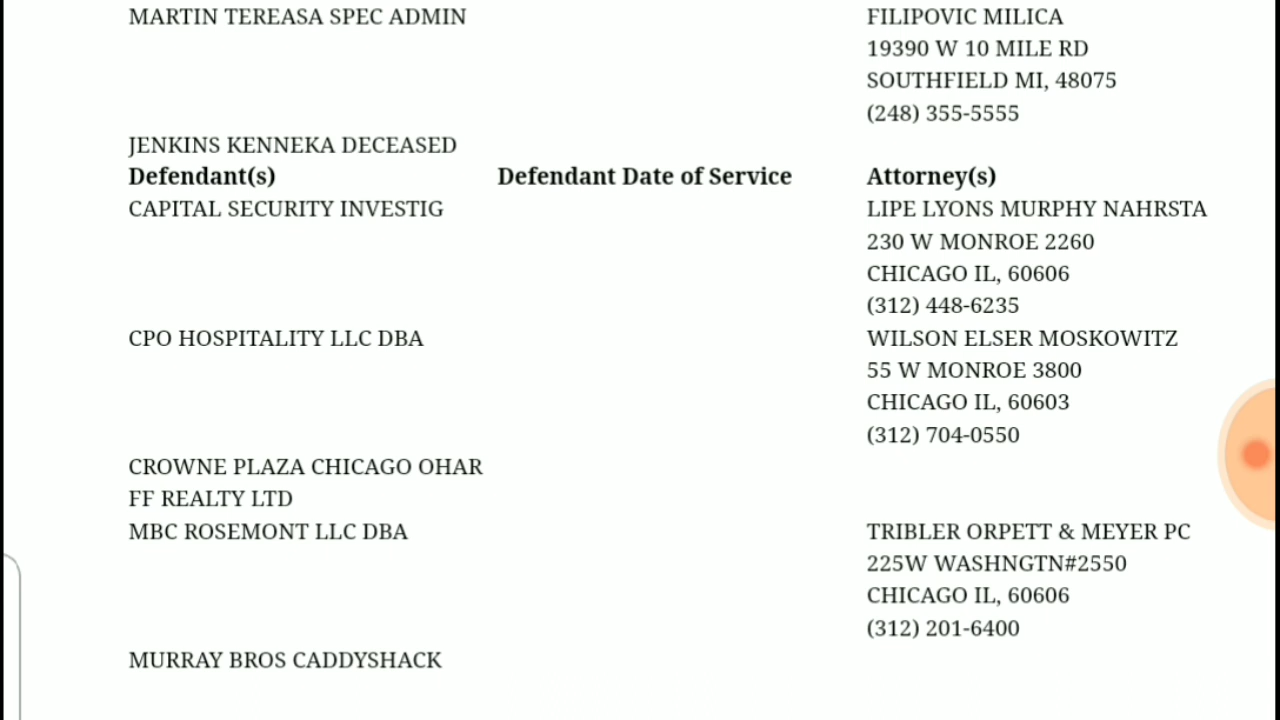 MARTIN TEREASA SPEC ADMIN FILIPOVIC MILICA
19390 W 10 MILE RD
SOUTHFIELD MI, 48075
(248) 355-5555
JENKINS KENNEKA DECEASED
Defendant(s) Defendant Date of Service Attorney(s)
CAPITAL SECURITY INVESTIG LIPE LYONS MURPHY NAHRSTA
230 W MONROE 2260
CHICAGO IL, 60606
(312) 448-6235
CPO HOSPITALITY LLC DBA WILSON ELSER MOSKOWITZ
55 W MONROE 3800
CHICAGO IL, 60603
(312) 704-0550
CROWNE PLAZA CHICAGO OHAR
FF REALTY LTD
MBC ROSEMONT LLC DBA TRIBLER ORPETT & MEYER PC
225W WASHNGTN#2550
CHICAGO IL, 60606
(312) 201-6400
MURRAY BROS CADDYSHACK